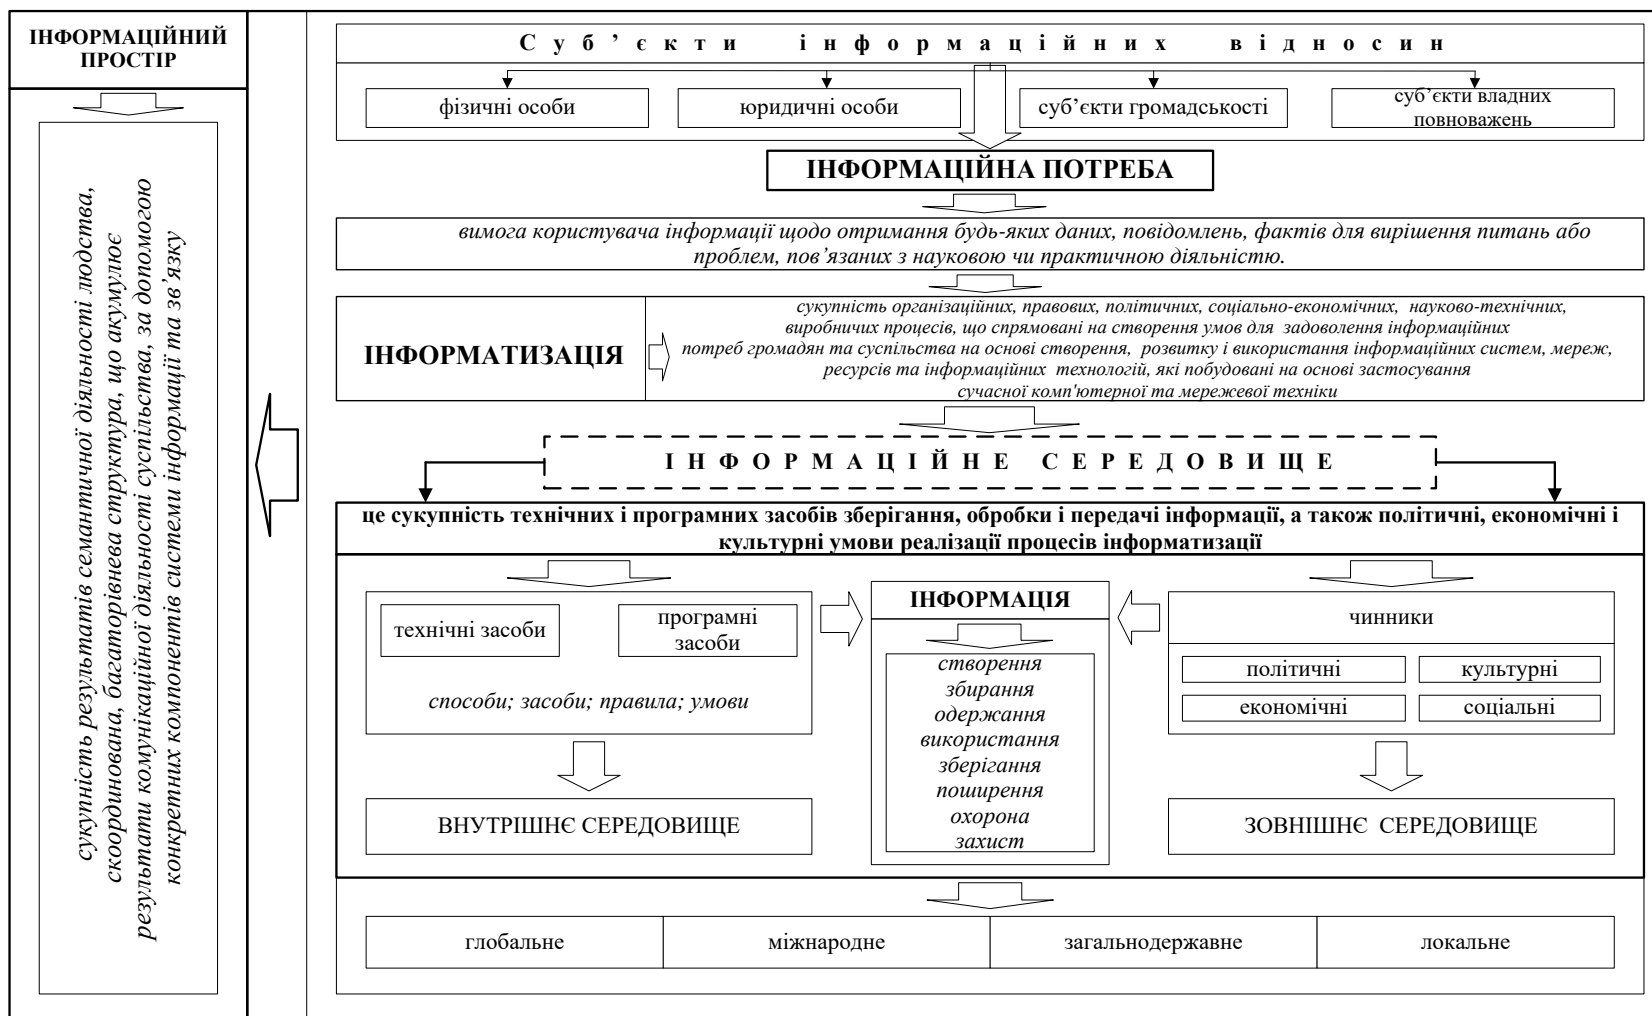 ІНФОРМАЦІЙНИЙ
ПРОСТІР
сукупність результатів семантичної діяльності людства,
скоординована, багаторівнева структура, що акумулює
результати комунікаційної діяльності суспільства, за допомогою
конкретних компонентів системи інформації та зв’язку
Суб’єкти інформаційних відносин
фізичні особи
юридичні особи
суб’єкти громадськості
суб’єкти владних
повноважень
ІНФОРМАЦІЙНА ПОТРЕБА
вимога користувача інформації щодо отримання будь-яких даних, повідомлень, фактів для вирішення питань або
проблем, пов’язаних з науковою чи практичною діяльністю.
ІНФОРМАТИЗАЦІЯ
сукупність організаційних, правових, політичних, соціально-економічних, науково-технічних,
виробничих процесів, що спрямовані на створення умов для задоволення інформаційних
потреб громадян та суспільства на основі створення, розвитку і використання інформаційних систем, мереж,
ресурсів та інформаційних технологій, які побудовані на основі застосування
сучасної комп'ютерної та мережевої техніки
ІНФОРМАЦІЙНЕ СЕРЕДОВИЩЕ
це сукупність технічних і програмних засобів зберігання, обробки і передачі інформації, а також політичні, економічні і
культурні умови реалізації процесів інформатизації
технічні засоби
програмні
засоби
способи; засоби; правила; умови
ВНУТРІШНЄ СЕРЕДОВИЩЕ
ІНФОРМАЦІЯ
створення
збирання
одержання
використання
зберігання
поширення
охорона
захист
чинники
політичні
культурні
економічні
соціальні
ЗОВНІШНЄ СЕРЕДОВИЩЕ
глобальне
міжнародне
загальнодержавне
локальне